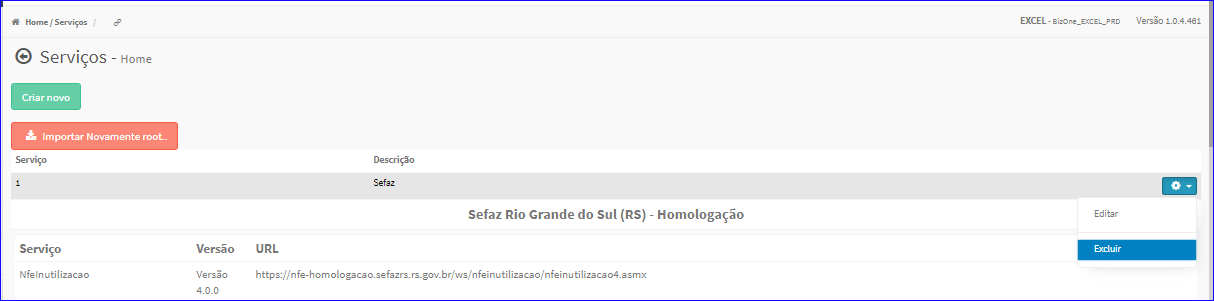 Home / Serviços /
EXCEL - BizOne_EXCEL_PRD Versão 1.0.4.461
Serviços - Home
Criar novo
Importar Novamente root..
Serviço Descrição
1 Sefaz
Sefaz Rio Grande do Sul (RS) - Homologação
Editar
Excluir
Serviço Versão URL
NfeInutilizacao Versão 4.0.0 https://nfe-homologacao.sefazrs.rs.gov.br/ws/nfeinutilizacao/nfeinutilizacao4.asmx